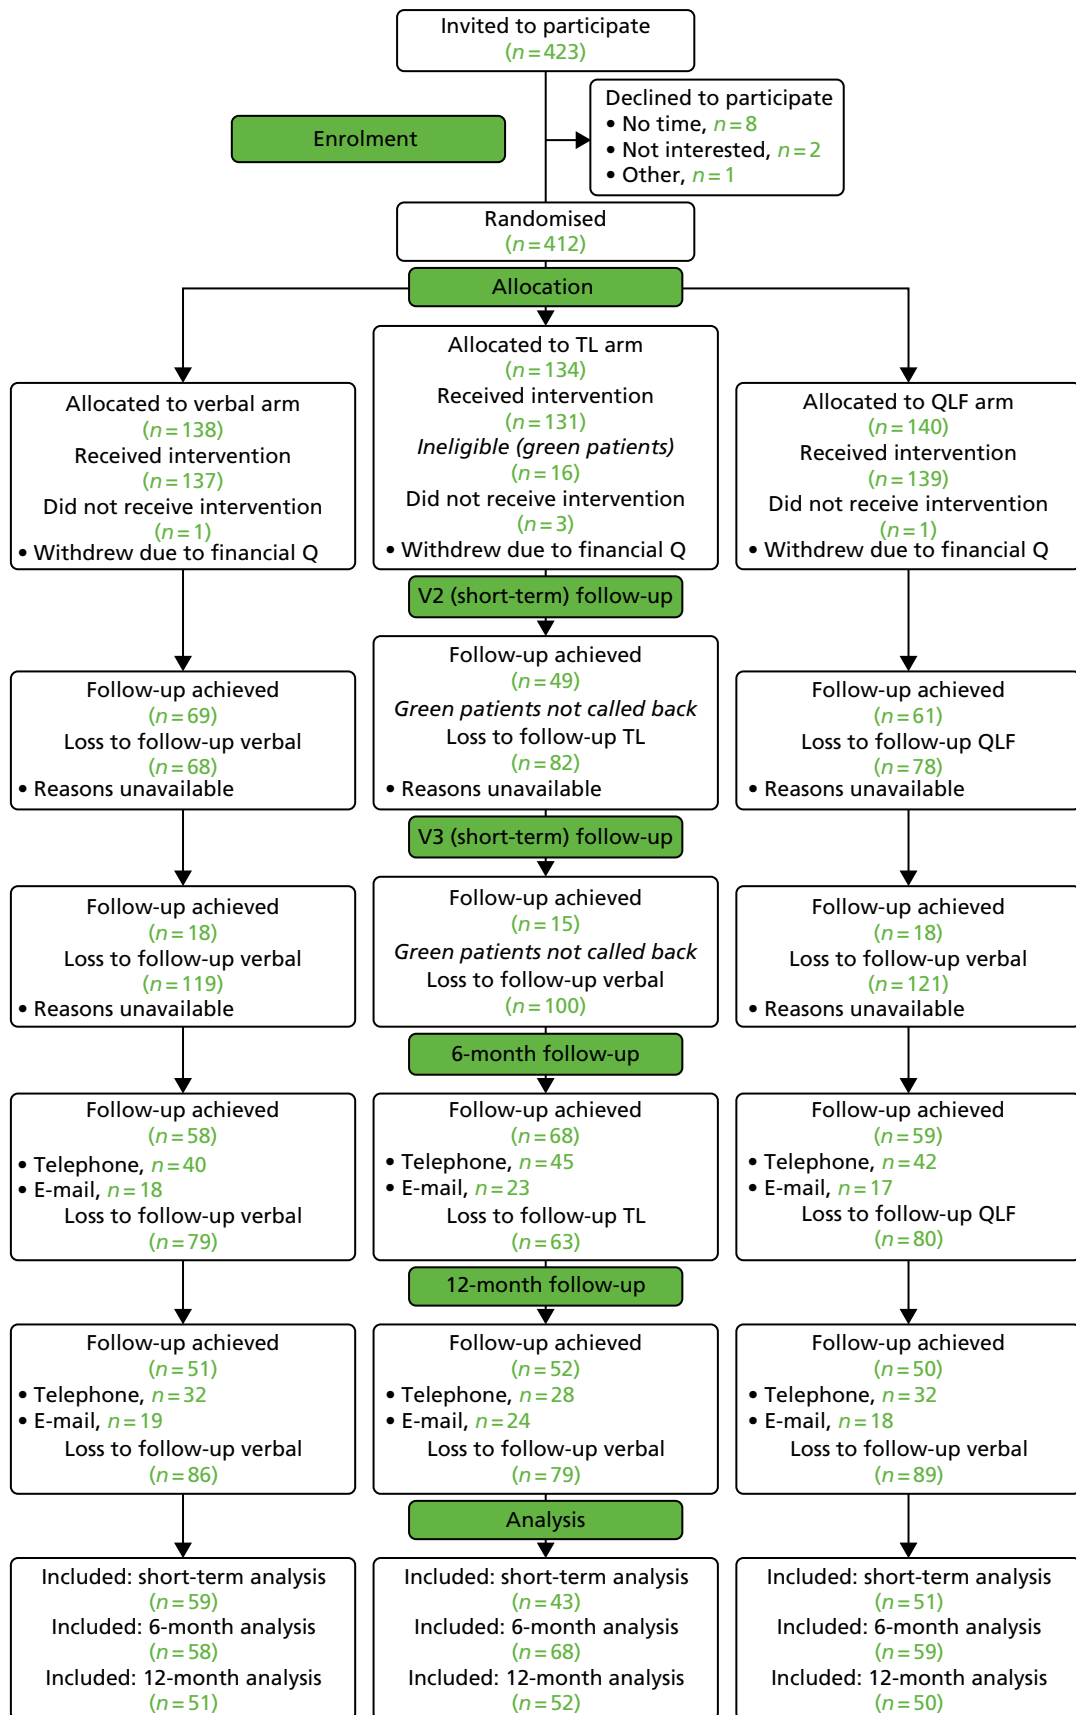 Invited to participate
(n=423)
Declined to participate
• No time, n=8
• Not interested, n=2
• Other, n=1
Enrolment
Randomised
(n=412)
Allocation
Allocated to verbal arm
(n=138)
Received intervention
(n=137)
Did not receive intervention
(n=1)
• Withdrew due to financial Q
Allocated to TL arm
(n=134)
Received intervention
(n=131)
Ineligible (green patients)
(n=16)
Did not receive intervention
(n=3)
• Withdrew due to financial Q
Allocated to QLF arm
(n=140)
Received intervention
(n=139)
Did not receive intervention
(n=1)
• Withdrew due to financial Q
V2 (short-term) follow-up
Follow-up achieved
(n=69)
Loss to follow-up verbal
(n=68)
• Reasons unavailable
Follow-up achieved
(n=49)
Green patients not called back
Loss to follow-up TL
(n=82)
• Reasons unavailable
Follow-up achieved
(n=61)
Loss to follow-up QLF
(n=78)
• Reasons unavailable
V3 (short-term) follow-up
Follow-up achieved
(n=18)
Loss to follow-up verbal
(n=119)
• Reasons unavailable
Follow-up achieved
(n=15)
Green patients not called back
Loss to follow-up verbal
(n=100)
Follow-up achieved
(n=18)
Loss to follow-up verbal
(n=121)
• Reasons unavailable
6-month follow-up
Follow-up achieved
(n=58)
• Telephone, n=40
• E-mail, n=18
Loss to follow-up verbal
(n=79)
Follow-up achieved
(n=68)
• Telephone, n=45
• E-mail, n=23
Loss to follow-up TL
(n=63)
Follow-up achieved
(n=59)
• Telephone, n=42
• E-mail, n=17
Loss to follow-up QLF
(n=80)
12-month follow-up
Follow-up achieved
(n=51)
• Telephone, n=32
• E-mail, n=19
Loss to follow-up verbal
(n=86)
Follow-up achieved
(n=52)
• Telephone, n=28
• E-mail, n=24
Loss to follow-up verbal
(n=79)
Follow-up achieved
(n=50)
• Telephone, n=32
• E-mail, n=18
Loss to follow-up verbal
(n=89)
Analysis
Included: short-term analysis
(n=59)
Included: 6-month analysis
(n=58)
Included: 12-month analysis
(n=51)
Included: short-term analysis
(n=43)
Included: 6-month analysis
(n=68)
Included: 12-month analysis
(n=52)
Included: short-term analysis
(n=51)
Included: 6-month analysis
(n=59)
Included: 12-month analysis
(n=50)